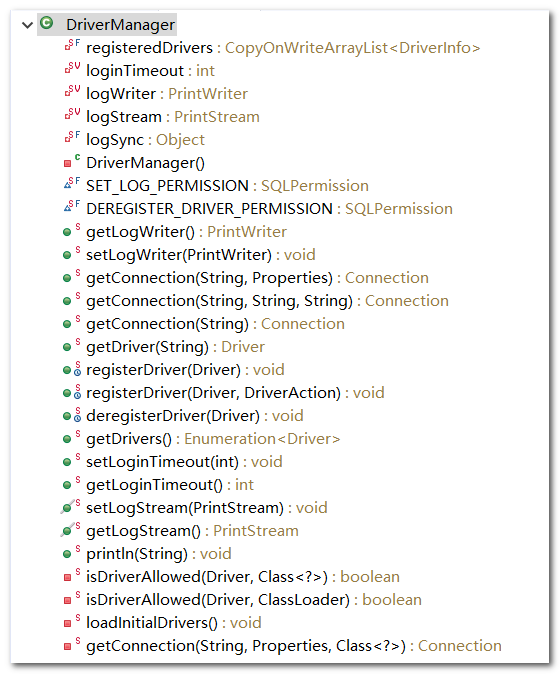 DriverManager
registeredDrivers : CopyOnWriteArrayList<DriverInfo>
loginTimeout : int
logWriter : PrintWriter
logStream : PrintStream
logSync : Object
DriverManager()
SET_LOG_PERMISSION : SQLPermission
DEREGISTER_DRIVER_PERMISSION : SQLPermission
getLogWriter() : PrintWriter
setLogWriter(PrintWriter) : void
getConnection(String, Properties) : Connection
getConnection(String, String, String) : Connection
getConnection(String) : Connection
getDriver(String) : Driver
registerDriver(Driver) : void
registerDriver(Driver, DriverAction) : void
deregisterDriver(Driver) : void
getDrivers() : Enumeration<Driver>
setLoginTimeout(int) : void
getLoginTimeout() : int
setLogStream(PrintStream) : void
getLogStream() : PrintStream
println(String) : void
isDriverAllowed(Driver, Class<?>) : boolean
isDriverAllowed(Driver, ClassLoader) : boolean
loadInitialDrivers() : void
getConnection(String, Properties, Class<?>) : Connection